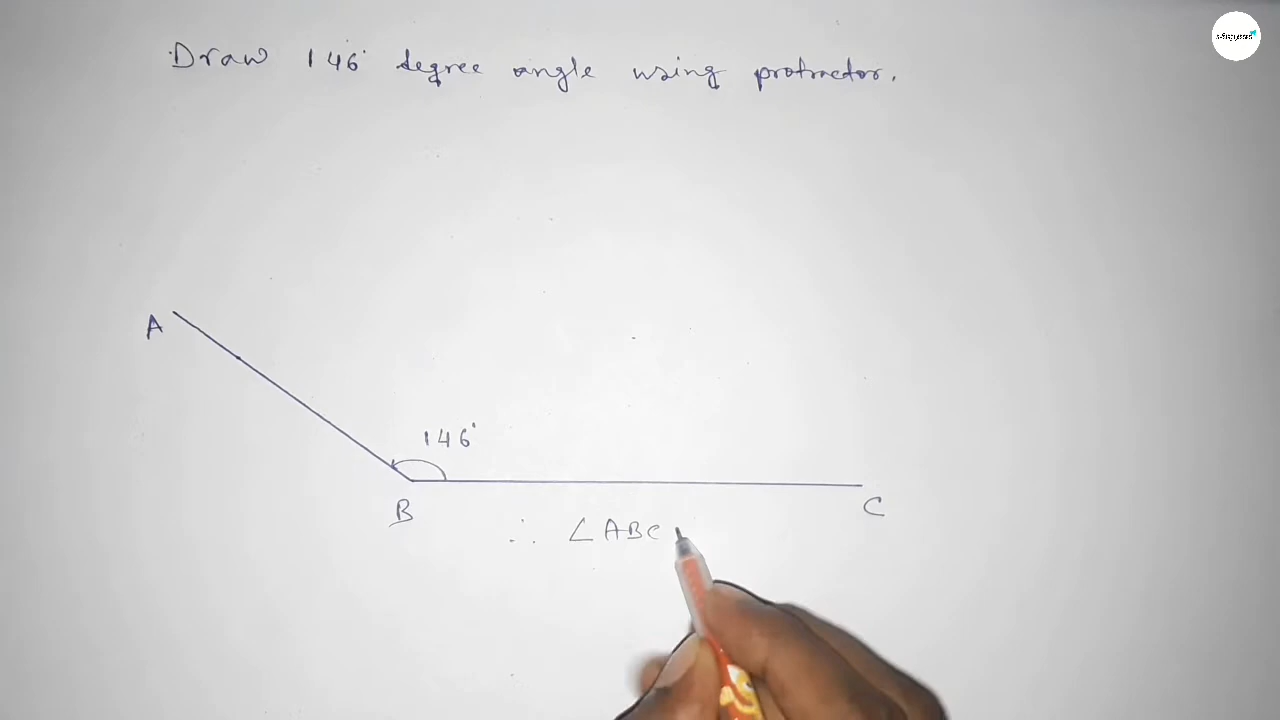 Draw 146° degree angle using protractor.
A
146°
B
C
∴ ∠ABC